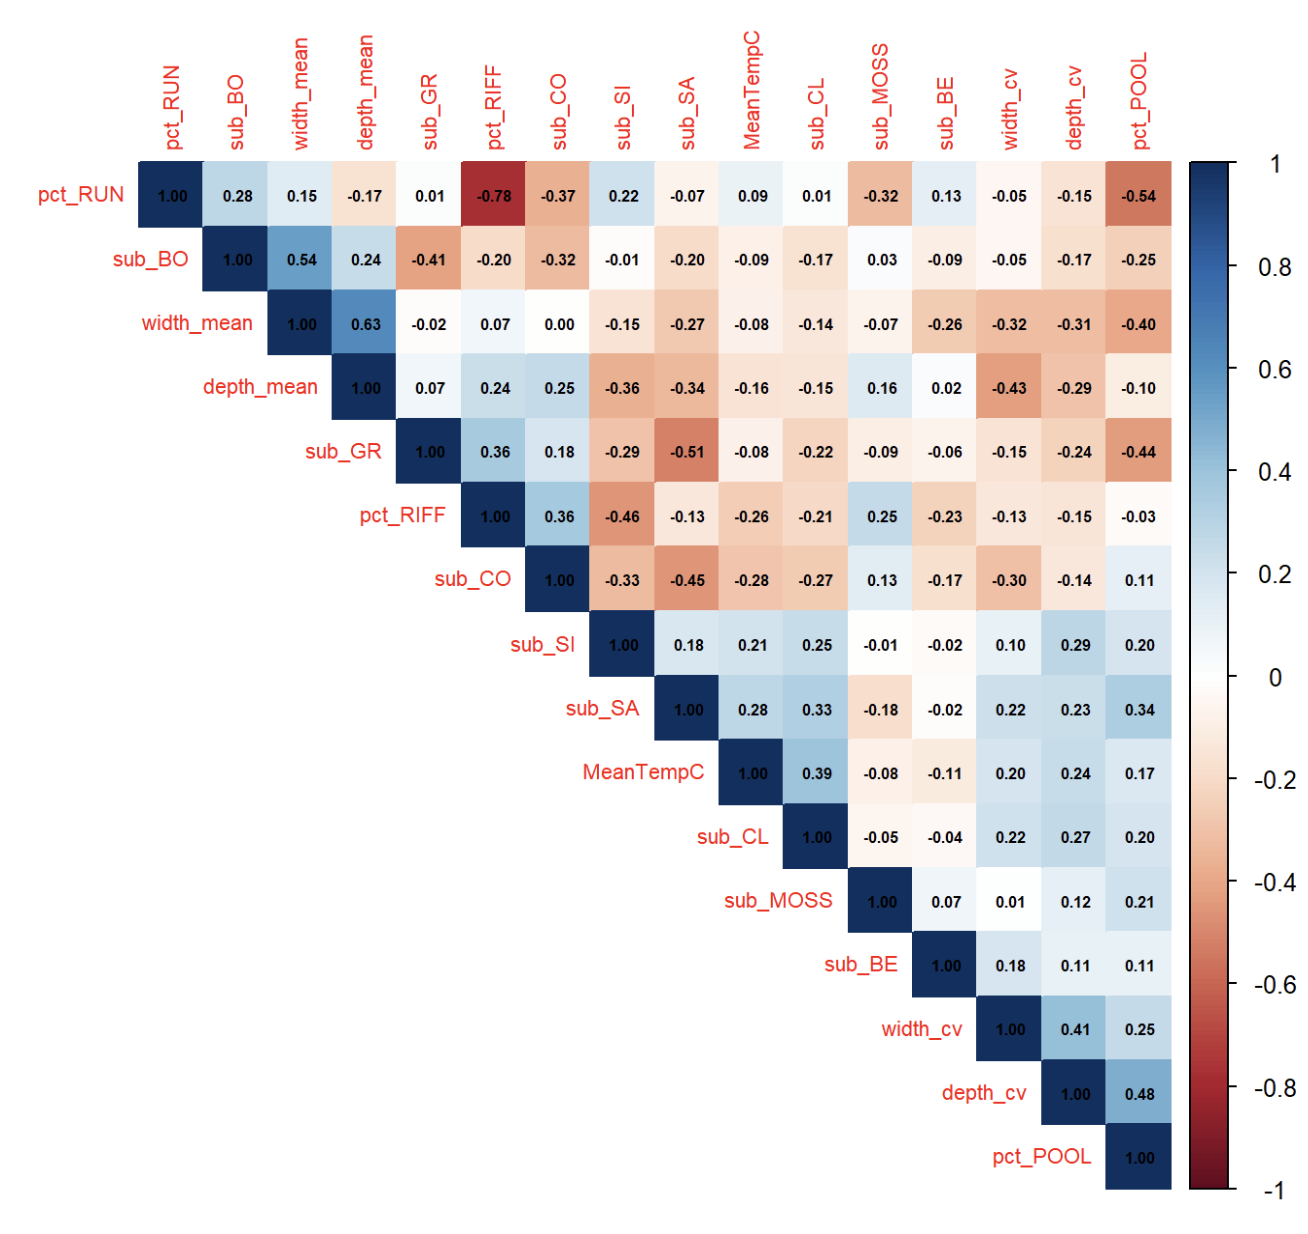 pct_RUN sub_BO width_mean depth_mean sub_GR pct_RIFF sub_CO sub_SI sub_SA MeanTempC sub_CL sub_MOSS sub_BE width_cv depth_cv pct_POOL
pct_RUN 1.00 0.28 0.15 -0.17 0.01 -0.78 -0.37 0.22 -0.07 0.09 0.01 -0.32 0.13 -0.05 -0.15 -0.54
sub_BO 1.00 0.54 0.24 -0.41 -0.20 -0.32 -0.01 -0.20 -0.09 -0.17 0.03 -0.09 -0.05 -0.17 -0.25
width_mean 1.00 0.63 -0.02 0.07 0.00 -0.15 -0.27 -0.08 -0.14 -0.07 -0.26 -0.32 -0.31 -0.40
depth_mean 1.00 0.07 0.24 0.25 -0.36 -0.34 -0.16 -0.15 0.16 0.02 -0.43 -0.29 -0.10
sub_GR 1.00 0.36 0.18 -0.29 -0.51 -0.08 -0.22 -0.09 -0.06 -0.15 -0.24 -0.44
pct_RIFF 1.00 0.36 -0.46 -0.13 -0.26 -0.21 0.25 -0.23 -0.13 -0.15 -0.03
sub_CO 1.00 -0.33 -0.45 -0.28 -0.27 0.13 -0.17 -0.30 -0.14 0.11
sub_SI 1.00 0.18 0.21 0.25 -0.01 -0.02 0.10 0.29 0.20
sub_SA 1.00 0.28 0.33 -0.18 -0.02 0.22 0.23 0.34
MeanTempC 1.00 0.39 -0.08 -0.11 0.20 0.24 0.17
sub_CL 1.00 -0.05 -0.04 0.22 0.27 0.20
sub_MOSS 1.00 0.07 0.01 0.12 0.21
sub_BE 1.00 0.18 0.11 0.11
width_cv 1.00 0.41 0.25
depth_cv 1.00 0.48
pct_POOL 1.00
1
0.8
0.6
0.4
0.2
0
-0.2
-0.4
-0.6
-0.8
-1